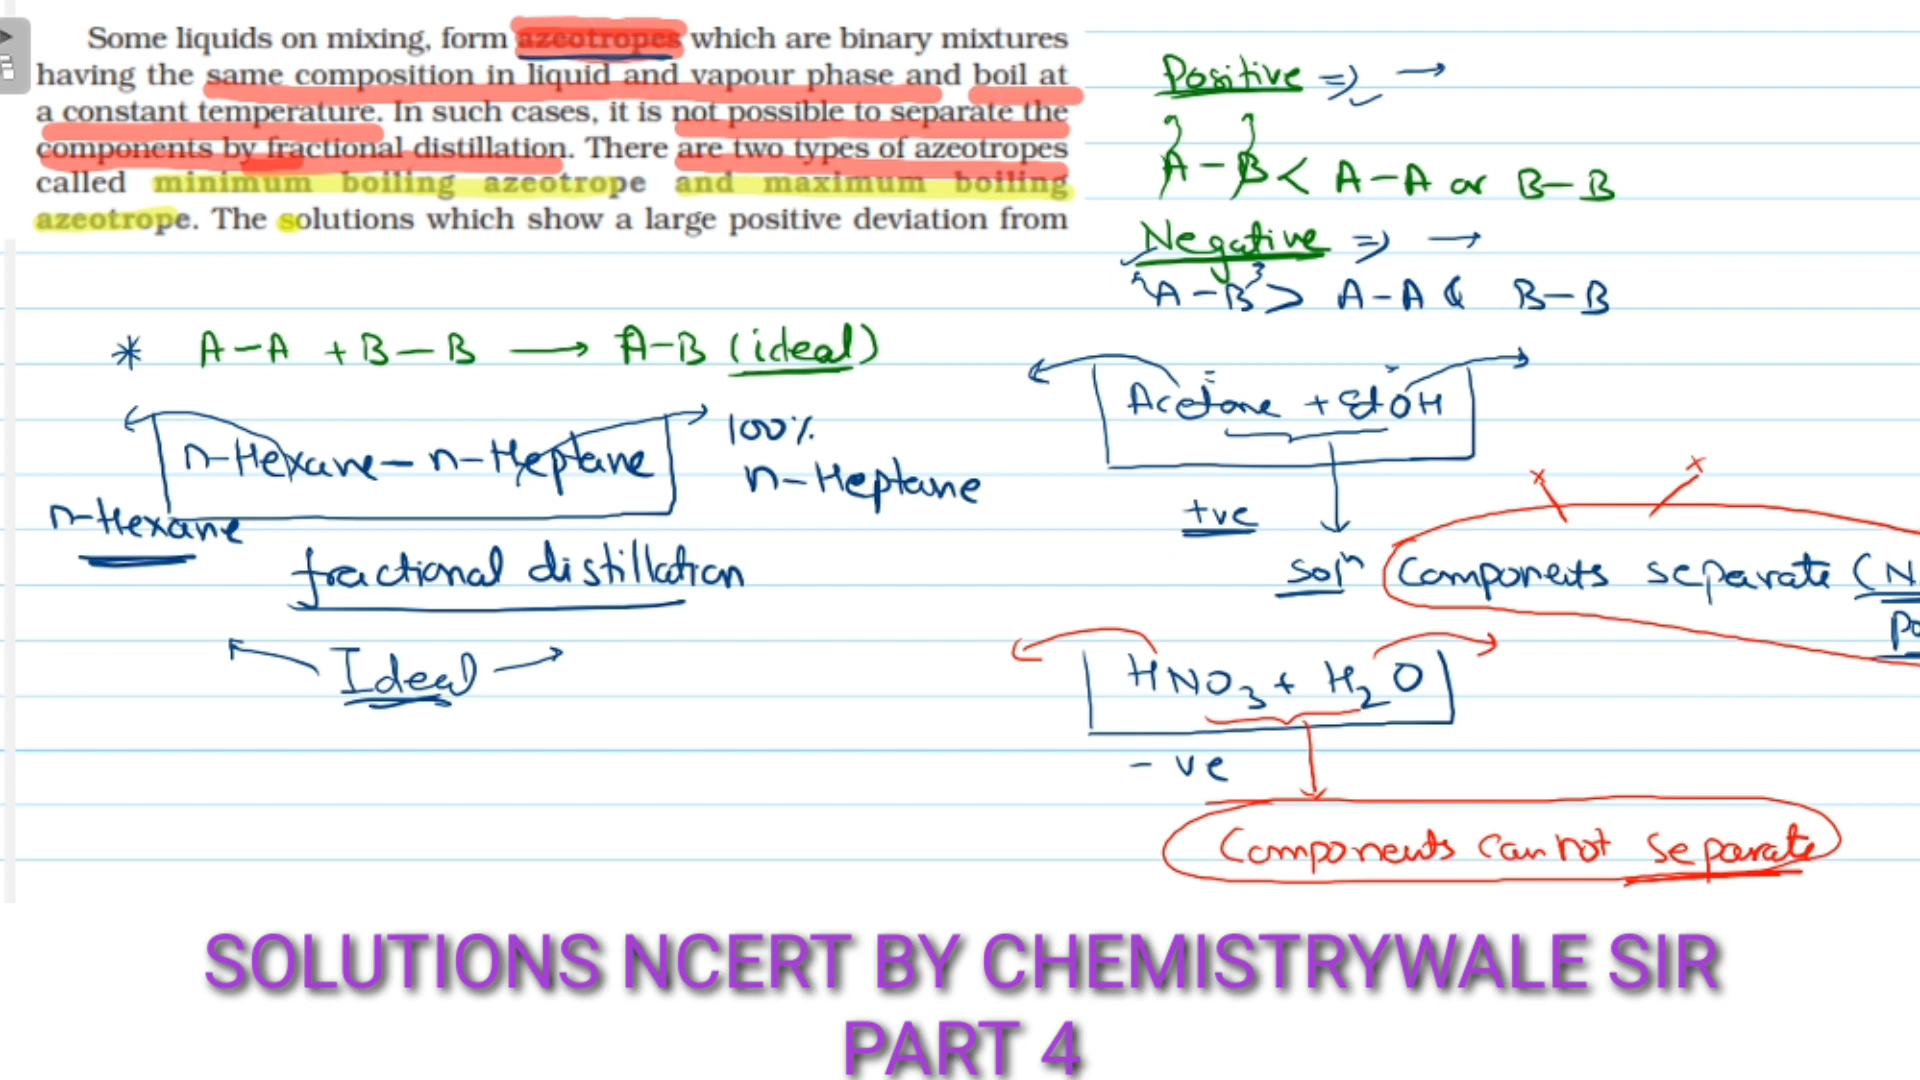 Some liquids on mixing, form azeotropes which are binary mixtures
having the same composition in liquid and vapour phase and boil at
a constant temperature. In such cases, it is not possible to separate the
components by fractional distillation. There are two types of azeotropes
called minimum boiling azeotrope and maximum boiling
azeotrope. The solutions which show a large positive deviation from
* A-A + B-B → A-B (ideal)
n-Hexane - n-Heptane
100%
n-Heptane
n-Hexane
fractional distillation
← Ideal →
Positive ⇒ →
A-B < A-A or B-B
Negative ⇒ →
A-B > A-A & B-B
Acetone + EtOH
+ve
solⁿ Components separate (N
Po
HNO3 + H2O
-ve
Components cannot separate
SOLUTIONS NCERT BY CHEMISTRYWALE SIR
PART 4